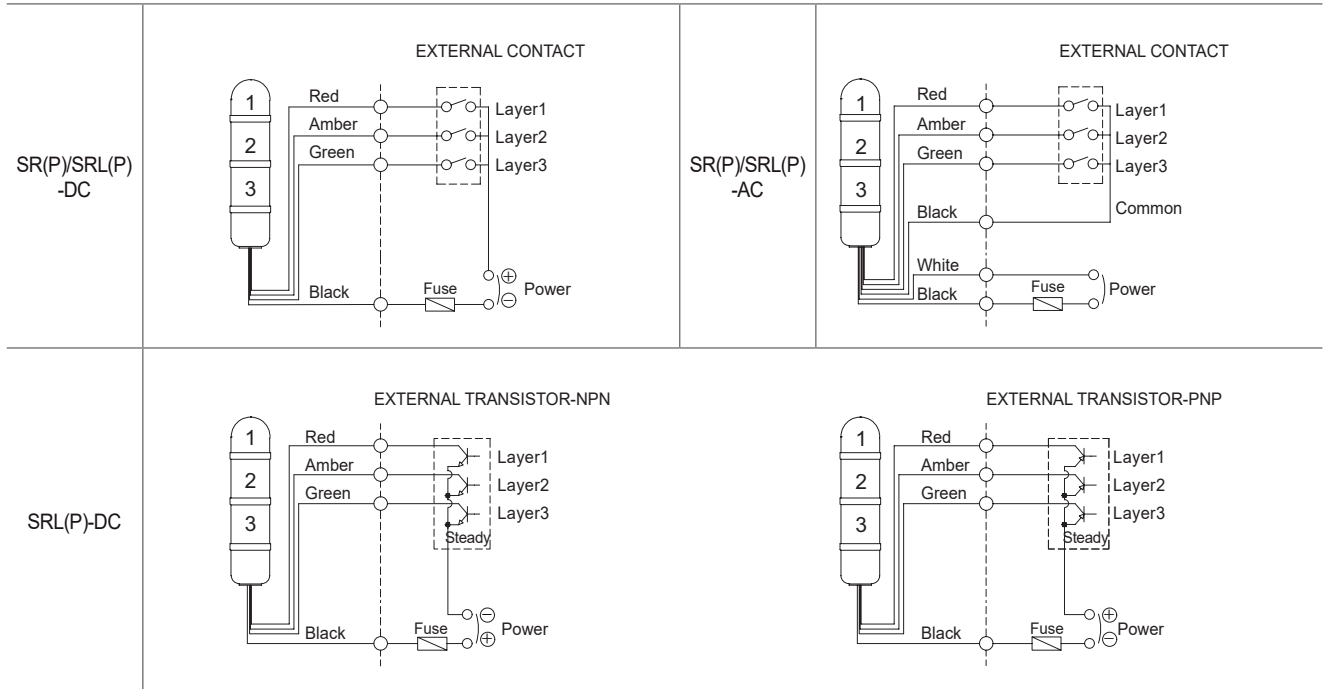 SR(P)/SRL(P)
-DC
EXTERNAL CONTACT
1
2
3
Red
Amber
Green
Layer1
Layer2
Layer3
Black
Fuse
⊕
⊖
Power
SR(P)/SRL(P)
-AC
EXTERNAL CONTACT
1
2
3
Red
Amber
Green
Layer1
Layer2
Layer3
Black
Common
White
Black
Fuse
Power
SRL(P)-DC
EXTERNAL TRANSISTOR-NPN
1
2
3
Red
Amber
Green
Layer1
Layer2
Layer3
Steady
Black
Fuse
⊖
⊕
Power
EXTERNAL TRANSISTOR-PNP
1
2
3
Red
Amber
Green
Layer1
Layer2
Layer3
Steady
Black
Fuse
⊕
⊖
Power